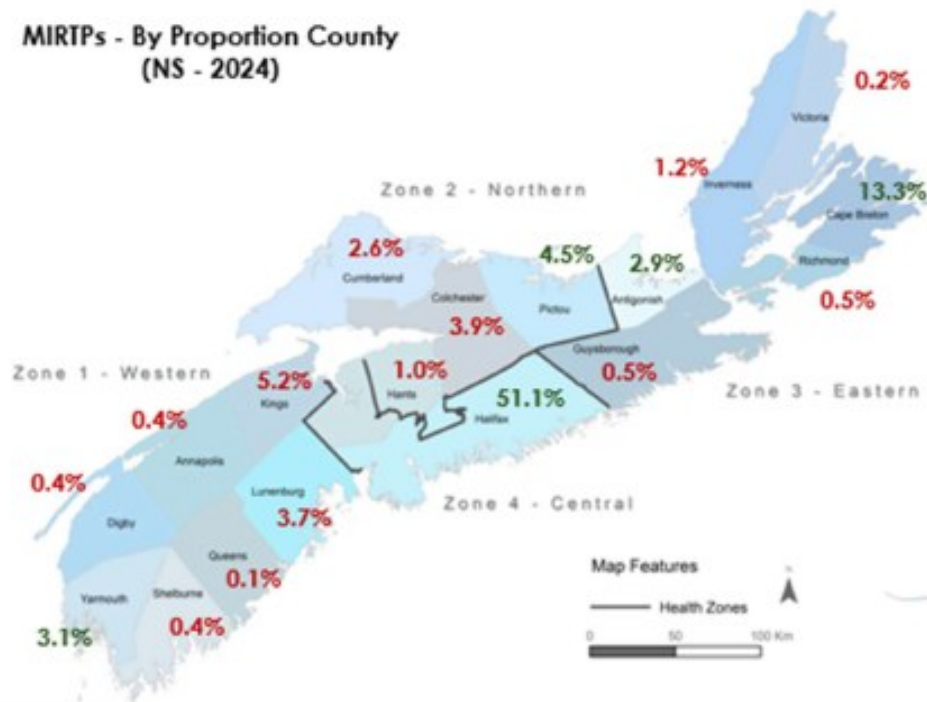 MIRTPs - By Proportion County
(NS - 2024)
0.2%
Victoria
1.2%
Inverness
13.3%
Cape Breton
Zone 2 - Northern
2.6%
Cumberland
4.5%
2.9%
Richmond
Colchester
Pictou
Antigonish
0.5%
3.9%
Guysborough
Zone 1 - Western
5.2%
Kings
1.0%
Hants
0.5%
51.1%
Halifax
Zone 3 - Eastern
0.4%
Annapolis
0.4%
Lunenburg
3.7%
Zone 4 - Central
Digby
Queens
0.1%
Map Features
Yarmouth
Shelburne
Health Zones
3.1%
0.4%
0 50 100 Km